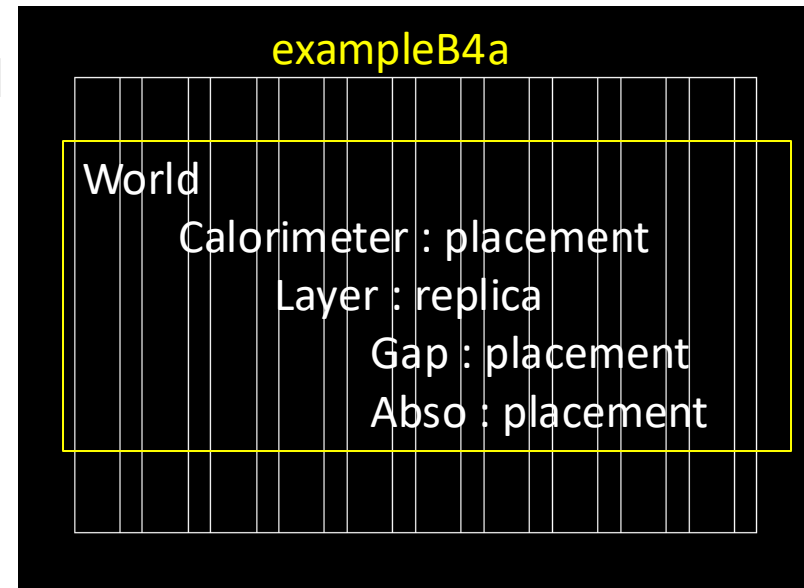 exampleB4a
World
Calorimeter : placement
Layer : replica
Gap : placement
Abso : placement